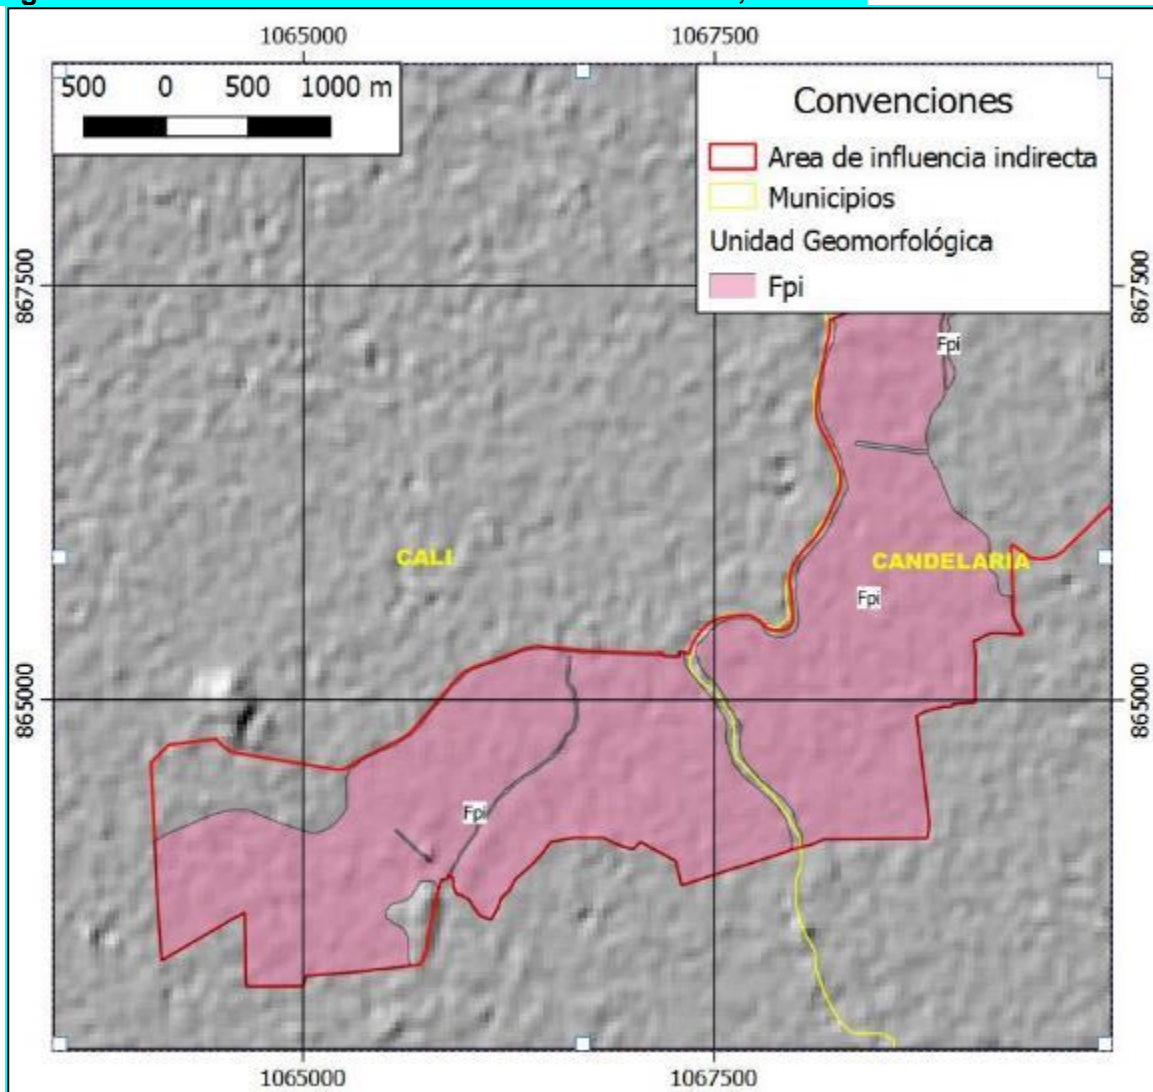 1065000 1067500
500 0 500 1000 m
Convenciones
Area de influencia indirecta
Municipios
Unidad Geomorfológica
Fpi
867500 867500
Fpi
CALI CANDELARIA
Fpi
865000 865000
Fpi
1065000 1067500